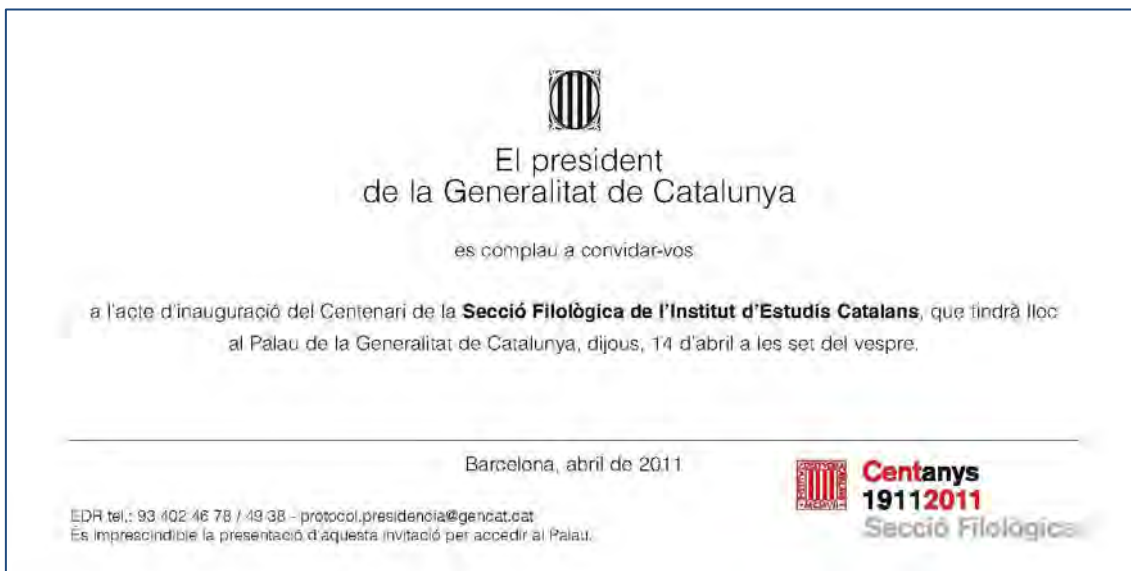 El president
de la Generalitat de Catalunya
es complau a convidar-vos
a l'acte d'inauguració del Centenari de la Secció Filològica de l'Institut d'Estudis Catalans, que tindrà lloc
al Palau de la Generalitat de Catalunya, dijous, 14 d'abril a les set del vespre.
Barcelona, abril de 2011
EDR tel.: 93 402 46 78 / 49 38 - protocol.presidencia@gencat.cat
És imprescindible la presentació d'aquesta invitació per accedir al Palau.
Centanys
19112011
Secció Filològica